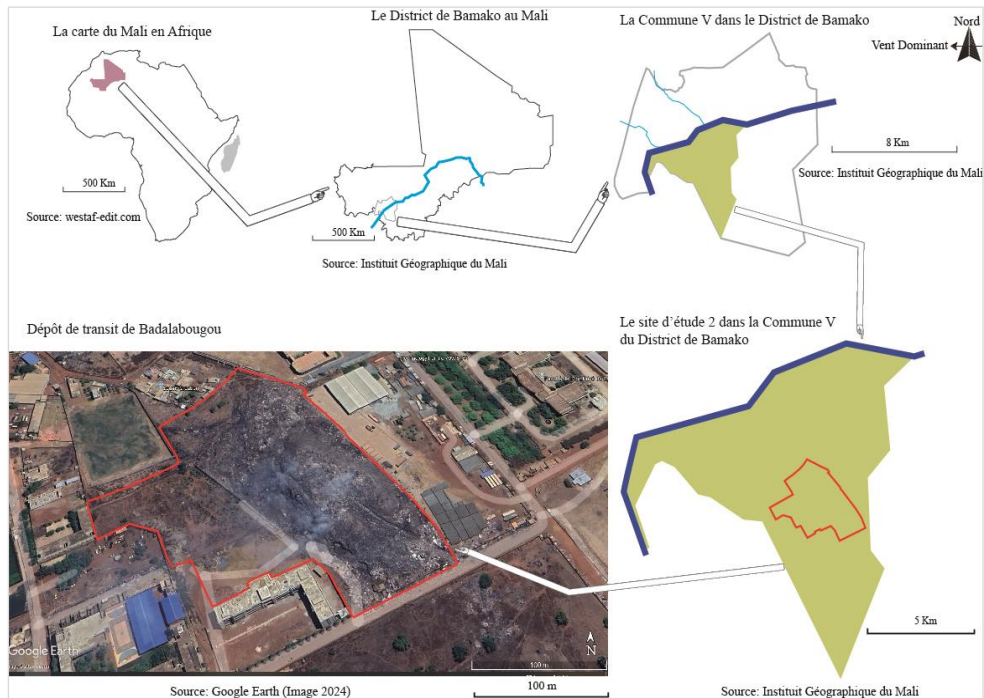 La carte du Mali en Afrique
500 Km
Source: westaf-edit.com
Le District de Bamako au Mali
500 Km
Source: Instituit Géographique du Mali
La Commune V dans le District de Bamako
Nord
Vent Dominant
8 Km
Source: Instituit Géographique du Mali
Dépôt de transit de Badalabougou
Google Earth
N
100 m
Source: Google Earth (Image 2024)
100 m
Le site d'étude 2 dans la Commune V
du District de Bamako
5 Km
Source: Instituit Géographique du Mali